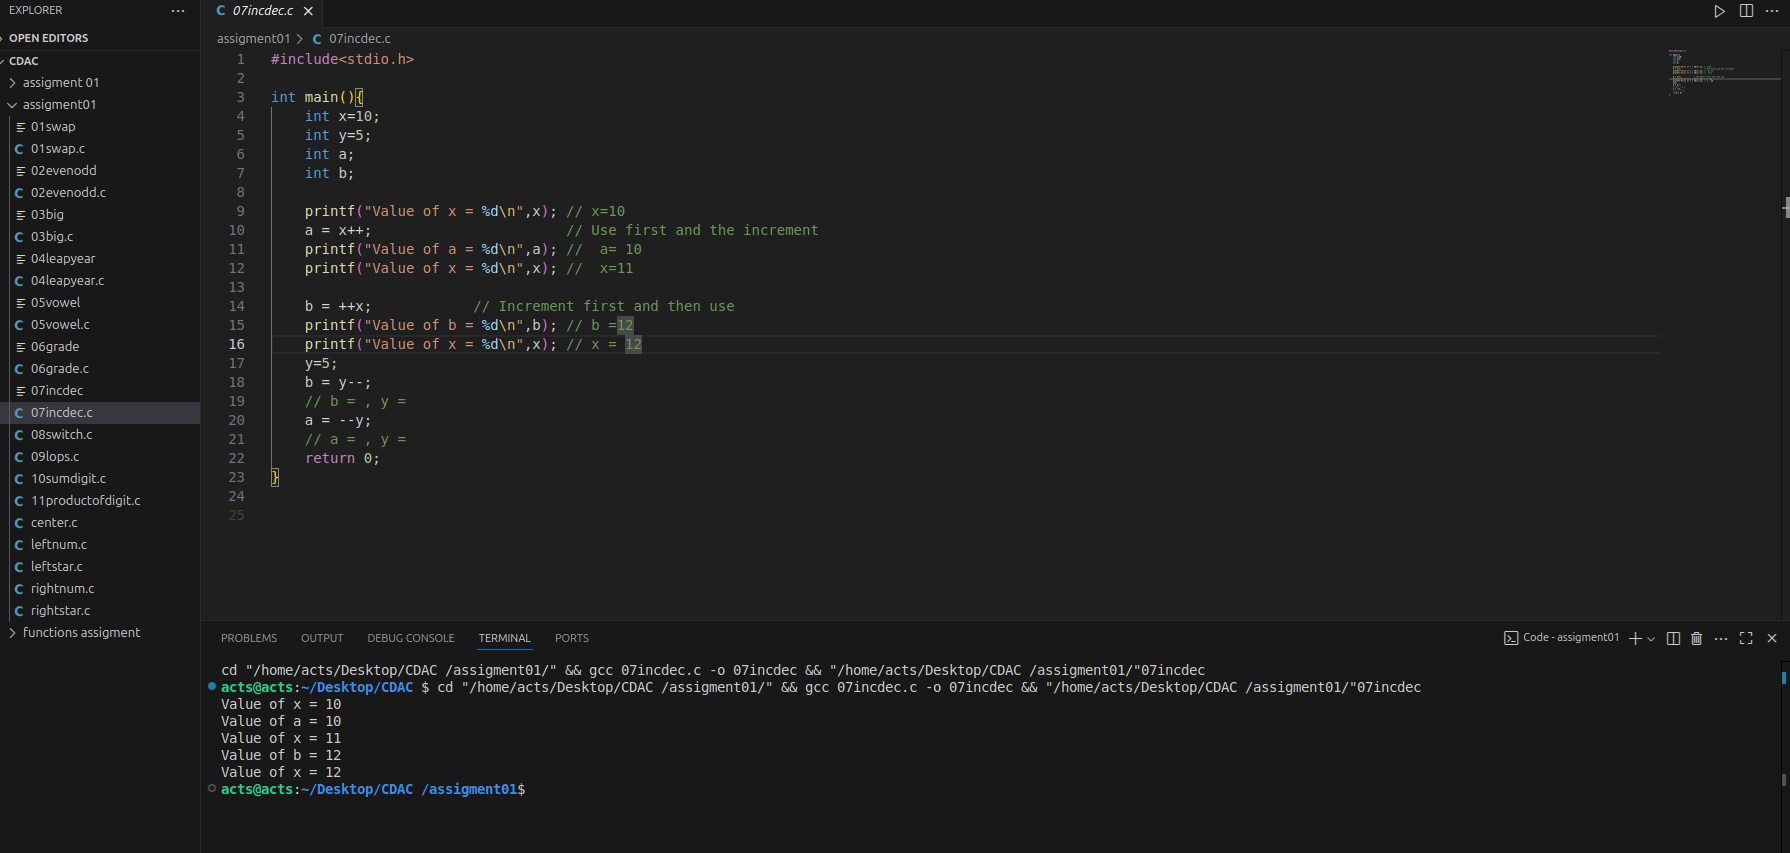 EXPLORER
OPEN EDITORS
CDAC
assigment 01
assigment01
01swap
01swap.c
02evenodd
02evenodd.c
03big
03big.c
04leapyear
04leapyear.c
05vowel
05vowel.c
06grade
06grade.c
07incdec
07incdec.c
08switch.c
09lops.c
10sumdigit.c
11productofdigit.c
center.c
leftnum.c
leftstar.c
rightnum.c
rightstar.c
functions assigment
C 07incdec.c
assigment01 > C 07incdec.c
1 #include<stdio.h>
2
3 int main(){
4 int x=10;
5 int y=5;
6 int a;
7 int b;
8
9 printf("Value of x = %d\n",x); // x=10
10 a = x++; // Use first and the increment
11 printf("Value of a = %d\n",a); // a= 10
12 printf("Value of x = %d\n",x); // x=11
13
14 b = ++x; // Increment first and then use
15 printf("Value of b = %d\n",b); // b =12
16 printf("Value of x = %d\n",x); // x = 12
17 y=5;
18 b = y--;
19 // b = , y =
20 a = --y;
21 // a = , y =
22 return 0;
23 }
24
25
PROBLEMS OUTPUT DEBUG CONSOLE TERMINAL PORTS
Code - assigment01
cd "/home/acts/Desktop/CDAC /assigment01/" && gcc 07incdec.c -o 07incdec && "/home/acts/Desktop/CDAC /assigment01/"07incdec
acts@acts:~/Desktop/CDAC $ cd "/home/acts/Desktop/CDAC /assigment01/" && gcc 07incdec.c -o 07incdec && "/home/acts/Desktop/CDAC /assigment01/"07incdec
Value of x = 10
Value of a = 10
Value of x = 11
Value of b = 12
Value of x = 12
acts@acts:~/Desktop/CDAC /assigment01$